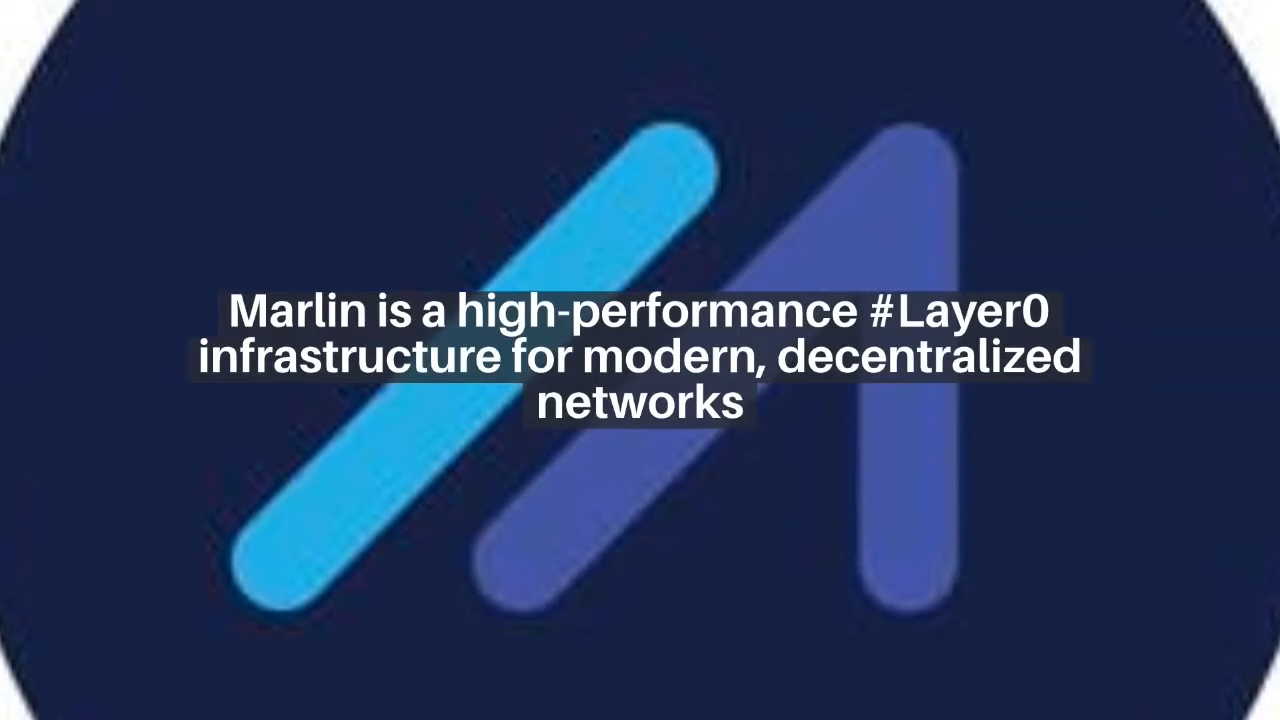 Marlin is a high-performance #Layer0
infrastructure for modern, decentralized
networks